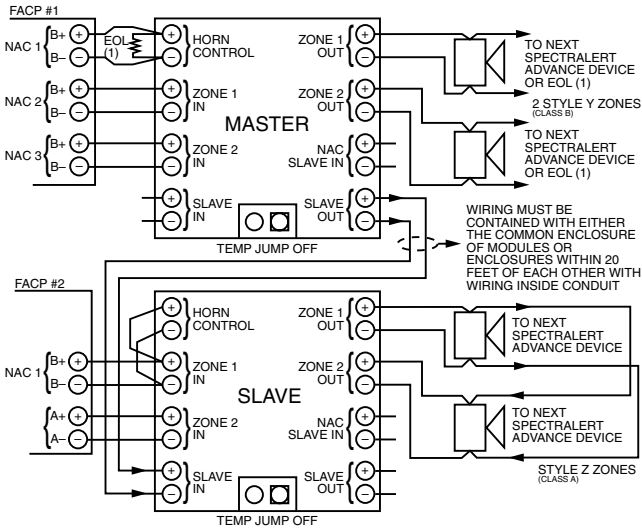 FACP #1
NAC 1
B+
+
B–
–
EOL
(1)
+
–
HORN
CONTROL
NAC 2
B+
+
B–
–
+
–
ZONE 1
IN
NAC 3
B+
+
B–
–
+
–
ZONE 2
IN
+
–
SLAVE
IN
MASTER
ZONE 1
OUT
+
–
ZONE 2
OUT
+
–
NAC
SLAVE IN
+
–
SLAVE
OUT
+
–
TEMP JUMP OFF
TO NEXT
SPECTRALERT
ADVANCE DEVICE
OR EOL (1)
2 STYLE Y ZONES
(CLASS B)
TO NEXT
SPECTRALERT
ADVANCE DEVICE
OR EOL (1)
WIRING MUST BE
CONTAINED WITH EITHER
THE COMMON ENCLOSURE
OF MODULES OR
ENCLOSURES WITHIN 20
FEET OF EACH OTHER WITH
WIRING INSIDE CONDUIT
FACP #2
NAC 1
B+
+
B–
–
A+
+
A–
–
+
–
HORN
CONTROL
+
–
ZONE 1
IN
+
–
ZONE 2
IN
+
–
SLAVE
IN
SLAVE
ZONE 1
OUT
+
–
ZONE 2
OUT
+
–
NAC
SLAVE IN
+
–
SLAVE
OUT
+
–
TEMP JUMP OFF
TO NEXT
SPECTRALERT
ADVANCE DEVICE
TO NEXT
SPECTRALERT
ADVANCE DEVICE
STYLE Z ZONES
(CLASS A)